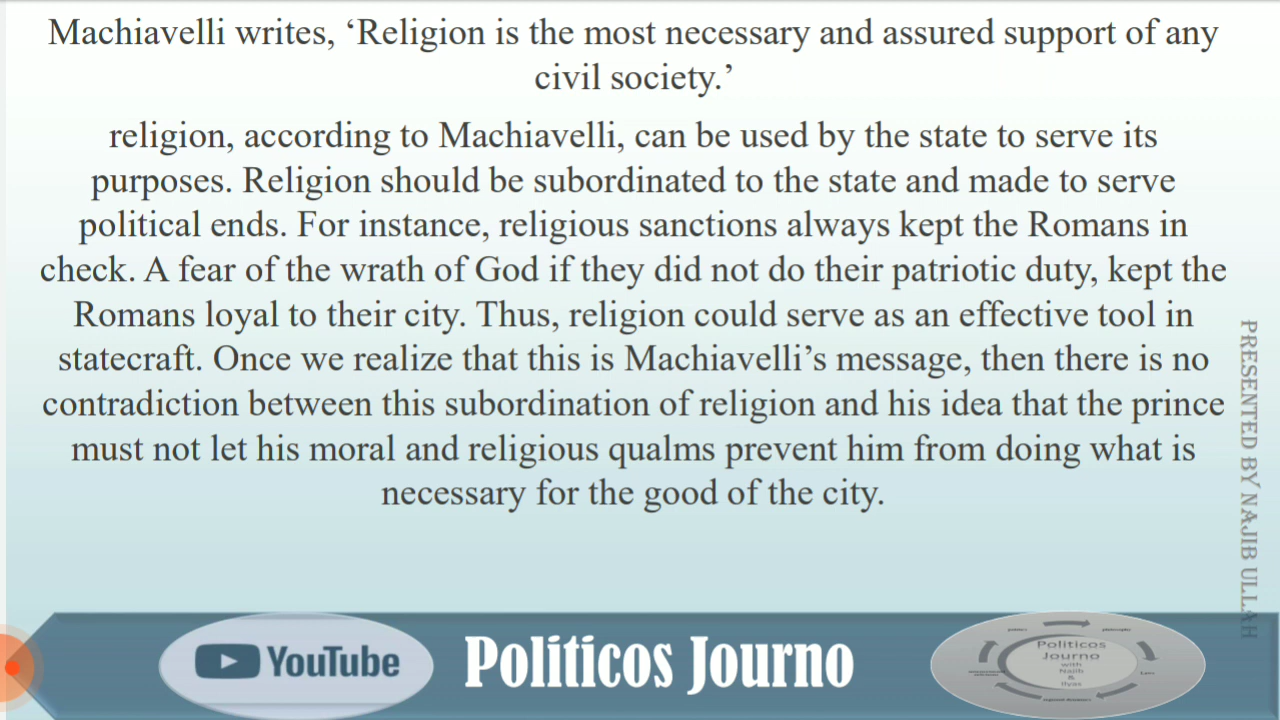 Machiavelli writes, ‘Religion is the most necessary and assured support of any
civil society.’
religion, according to Machiavelli, can be used by the state to serve its
purposes. Religion should be subordinated to the state and made to serve
political ends. For instance, religious sanctions always kept the Romans in
check. A fear of the wrath of God if they did not do their patriotic duty, kept the
Romans loyal to their city. Thus, religion could serve as an effective tool in
statecraft. Once we realize that this is Machiavelli’s message, then there is no
contradiction between this subordination of religion and his idea that the prince
must not let his moral and religious qualms prevent him from doing what is
necessary for the good of the city.
PRESENTED BY NAJIB ULLAH
YouTube
Politicos Journo
Politicos
Journo
with
Najib
&
Ilyas